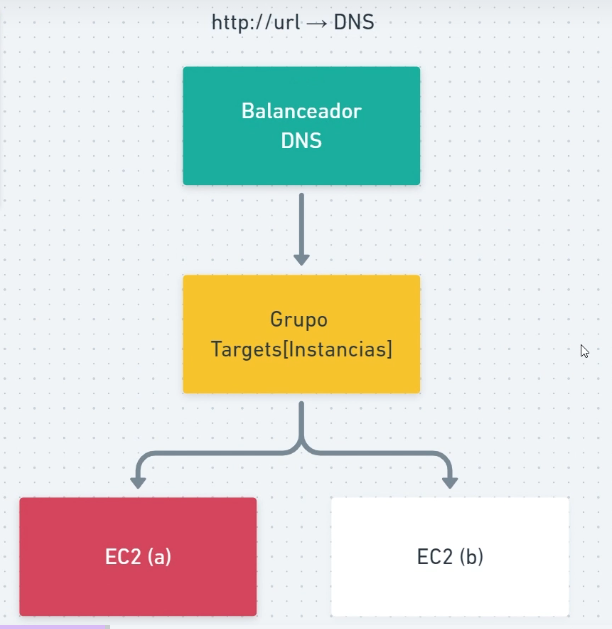 http://url → DNS
Balanceador
DNS
Grupo
Targets[Instancias]
EC2 (a)
EC2 (b)